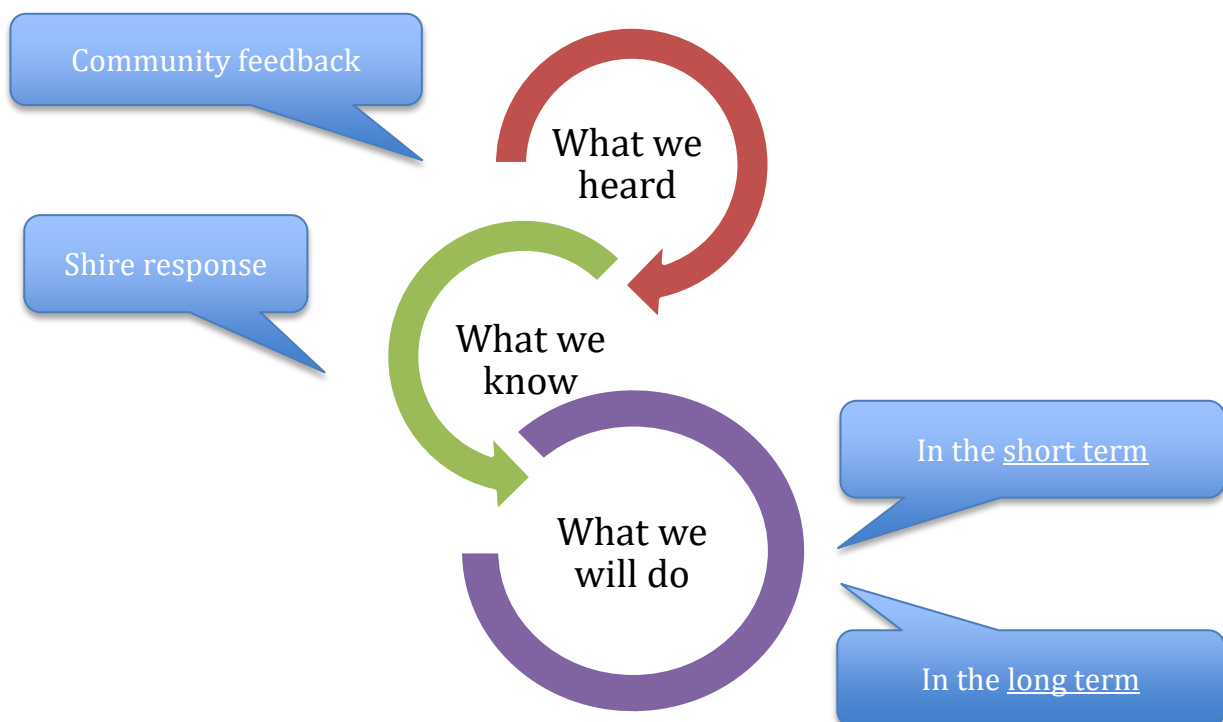 Community feedback
What we
heard
Shire response
What we
know
In the short term
What we
will do
In the long term